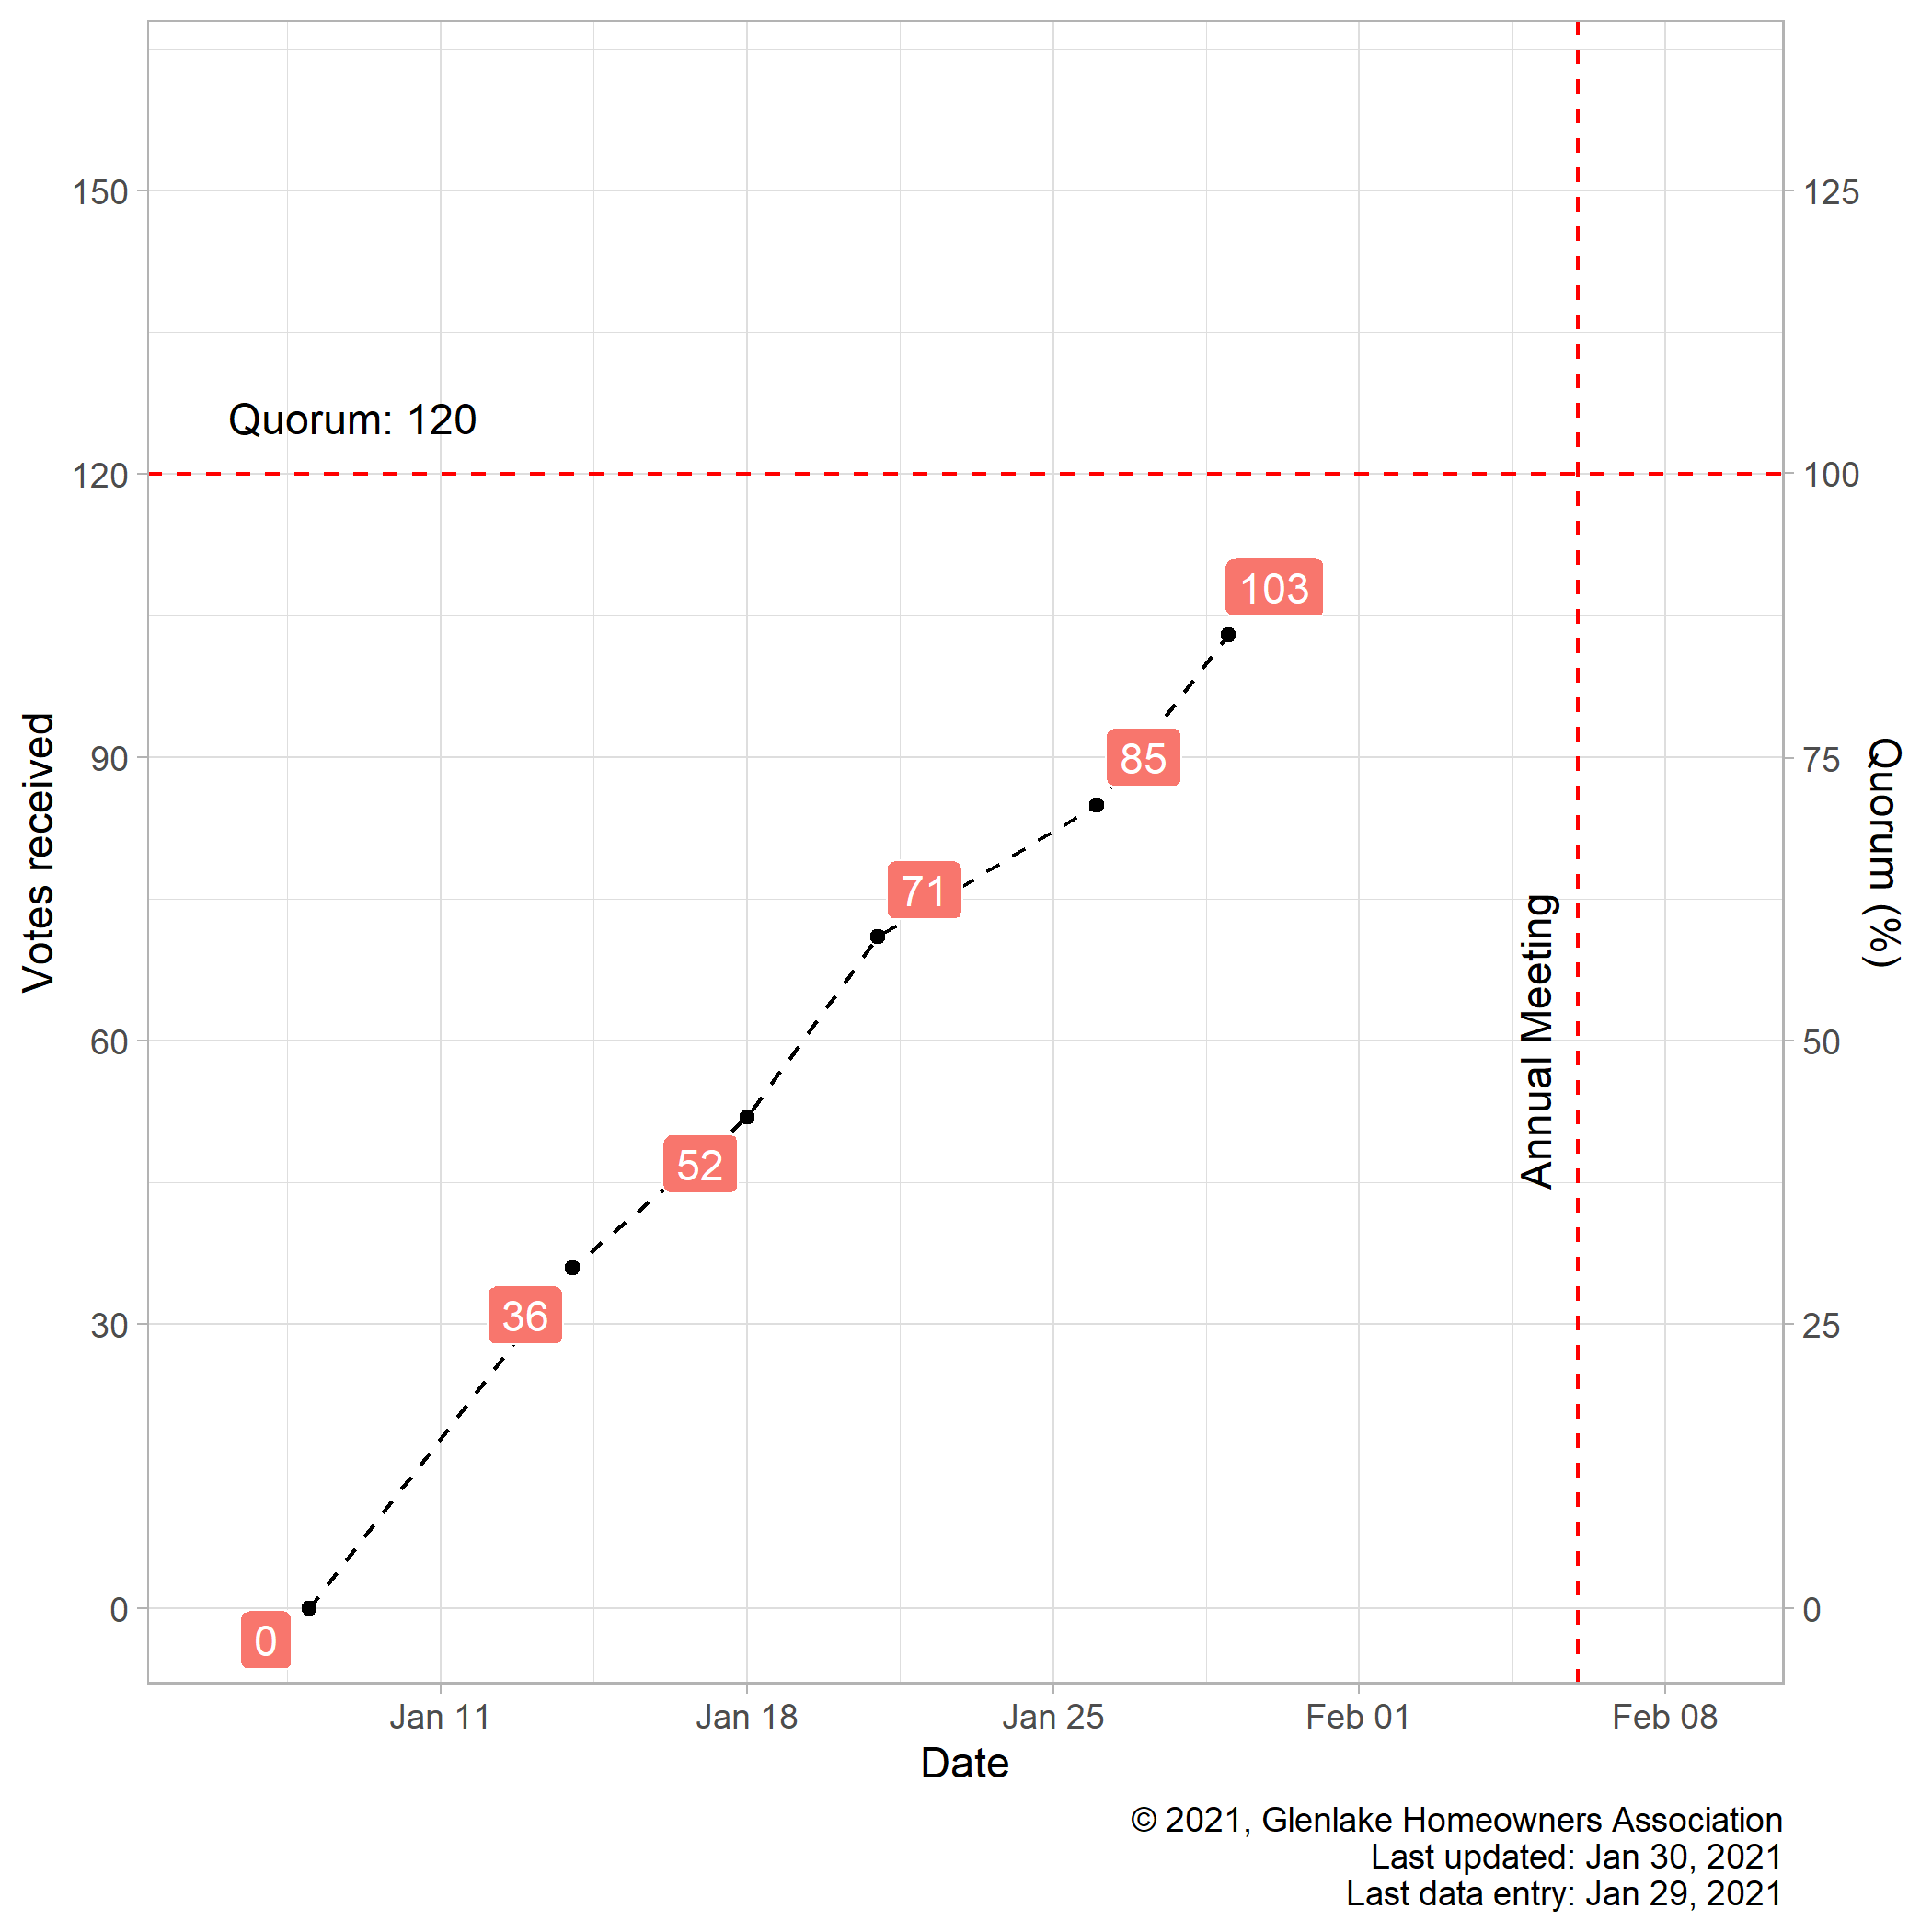 150
125
Quorum: 120
120
100
103
90
85
75
71
Votes received
Quorum (%)
Annual Meeting
60
50
52
36
30
25
0
0
0
Jan 11
Jan 18
Jan 25
Feb 01
Feb 08
Date
© 2021, Glenlake Homeowners Association
Last updated: Jan 30, 2021
Last data entry: Jan 29, 2021